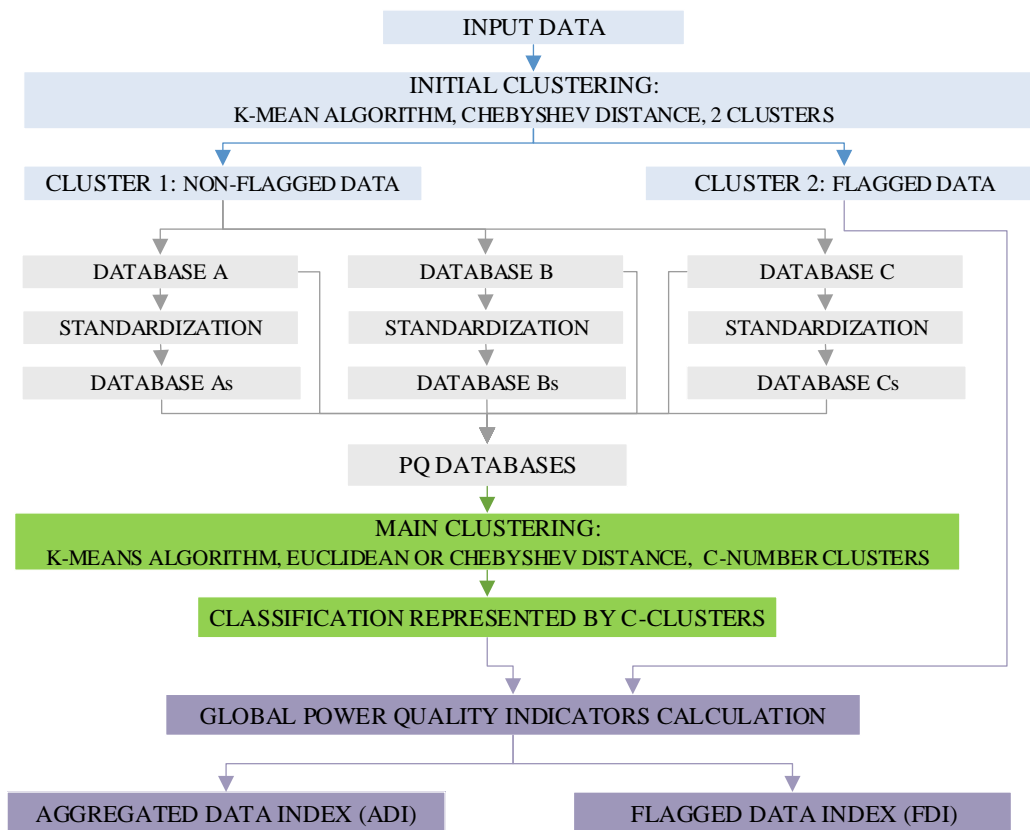 INPUT DATA
INITIAL CLUSTERING:
K-MEAN ALGORITHM, CHEBYSHEV DISTANCE, 2 CLUSTERS
CLUSTER 1: NON-FLAGGED DATA
CLUSTER 2: FLAGGED DATA
DATABASE A
DATABASE B
DATABASE C
STANDARDIZATION
STANDARDIZATION
STANDARDIZATION
DATABASE As
DATABASE Bs
DATABASE Cs
PQ DATABASES
MAIN CLUSTERING:
K-MEANS ALGORITHM, EUCLIDEAN OR CHEBYSHEV DISTANCE, C-NUMBER CLUSTERS
CLASSIFICATION REPRESENTED BY C-CLUSTERS
GLOBAL POWER QUALITY INDICATORS CALCULATION
AGGREGATED DATA INDEX (ADI)
FLAGGED DATA INDEX (FDI)